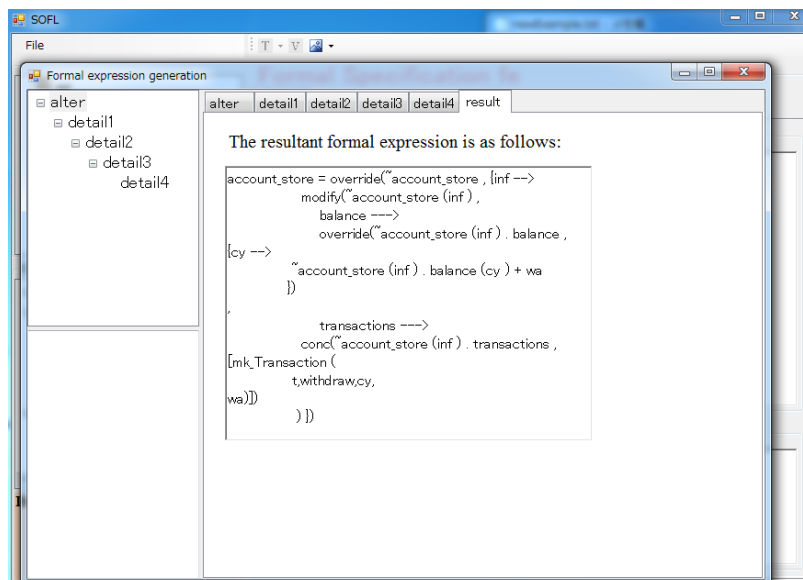 SOFL
File
T
V
Formal Specification
Formal expression generation
alter
detail1
detail2
detail3
detail4
alter detail1 detail2 detail3 detail4 result
The resultant formal expression is as follows:
account_store = override(~account_store , {inf -->
modify(~account_store (inf ) ,
balance --->
override(~account_store (inf ) . balance ,
{cy -->
~account_store (inf ) . balance (cy ) + wa
})
,
transactions --->
conc(~account_store (inf ) . transactions ,
[mk_Transaction (
t,withdraw,cy,
wa)])
) })